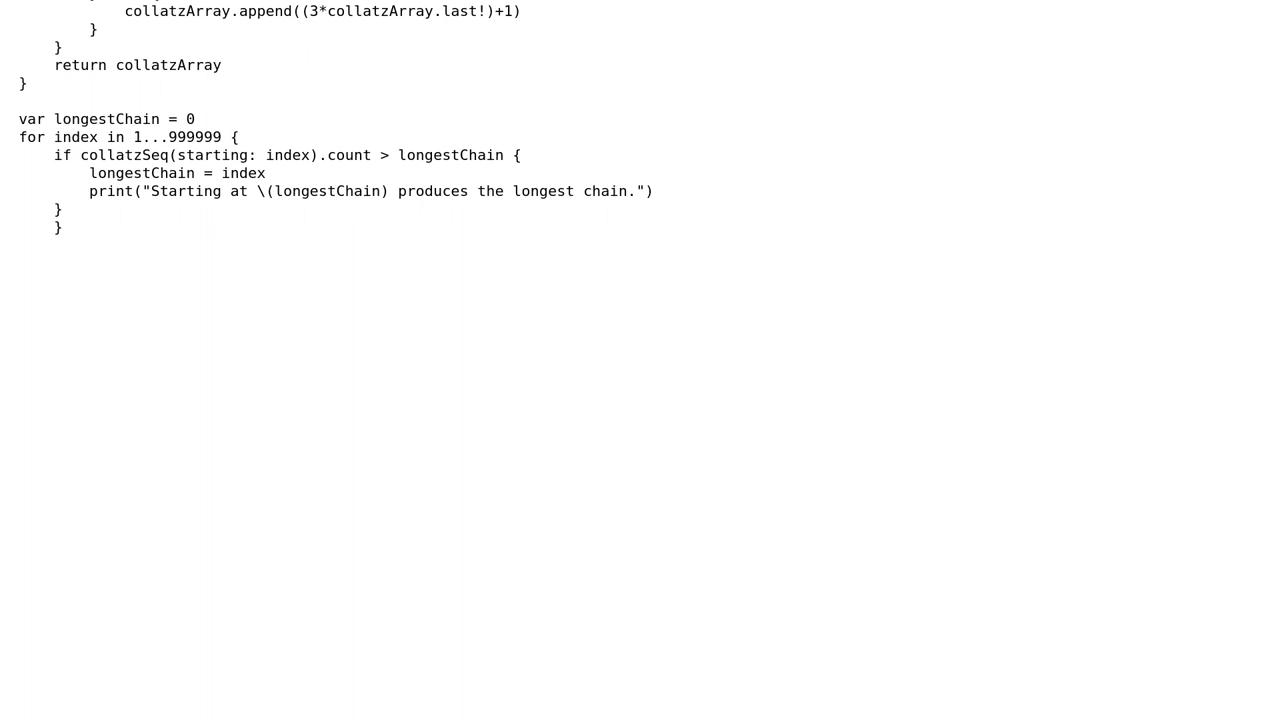 collatzArray.append((3*collatzArray.last!)+1)
        }
    }
    return collatzArray
}

var longestChain = 0
for index in 1...999999 {
    if collatzSeq(starting: index).count > longestChain {
        longestChain = index
        print("Starting at \(longestChain) produces the longest chain.")
    }
    }